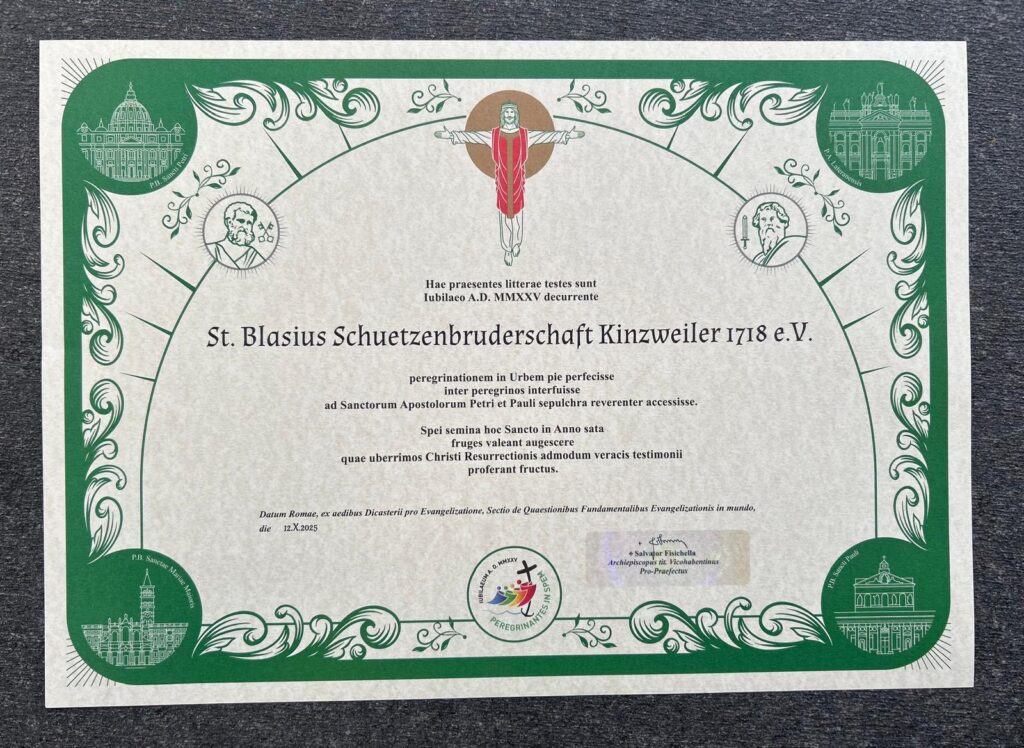 P.B. Sancti Petri
P.A. Lateranensis
Hae praesentes litterae testes sunt
Iubilaeo A.D. MMXXV decurrente
St. Blasius Schuetzenbruderschaft Kinzweiler 1718 e.V.
peregrinationem in Urbem pie perfecisse
inter peregrinos interfuisse
ad Sanctorum Apostolorum Petri et Pauli sepulchra reverenter accessisse.
Spei semina hoc Sancto in Anno sata
fruges valeant augescere
quae uberrimos Christi Resurrectionis admodum veracis testimonii
proferant fructus.
Datum Romae, ex aedibus Dicasterii pro Evangelizatione, Sectio de Quaestionibus Fundamentalibus Evangelizationis in mundo,
die 12.X.2025
+ Salvator Fisichella
Archiepiscopus tit. Vicohabentinus
Pro-Praefectus
P.B. Sanctae Mariae Maioris
IUBILAEUM A. D. MMXXV
PEREGRINANTES IN SPEM
P.B. Sancti Pauli